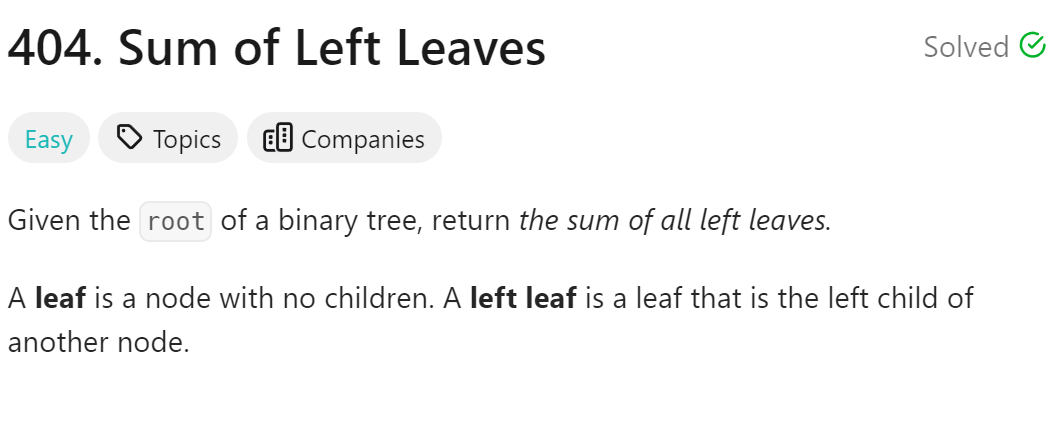 404. Sum of Left Leaves
Solved
Easy
Topics
Companies
Given the root of a binary tree, return the sum of all left leaves.
A leaf is a node with no children. A left leaf is a leaf that is the left child of
another node.